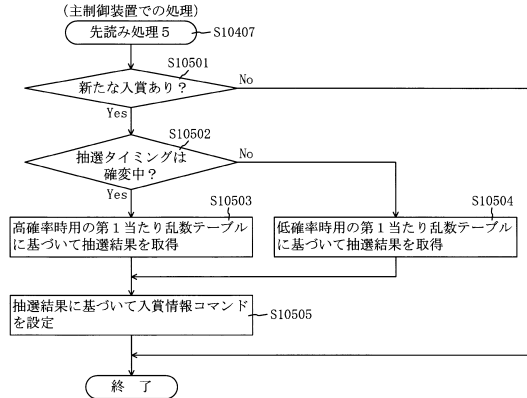 (主制御装置での処理)
先読み処理5
S10407
S10501
新たな入賞あり?
No
Yes
S10502
抽選タイミングは
確変中?
No
Yes
S10503
高確率時用の第1当たり乱数テーブル
に基づいて抽選結果を取得
S10504
低確率時用の第1当たり乱数テーブル
に基づいて抽選結果を取得
抽選結果に基づいて入賞情報コマンド
を設定
S10505
終 了